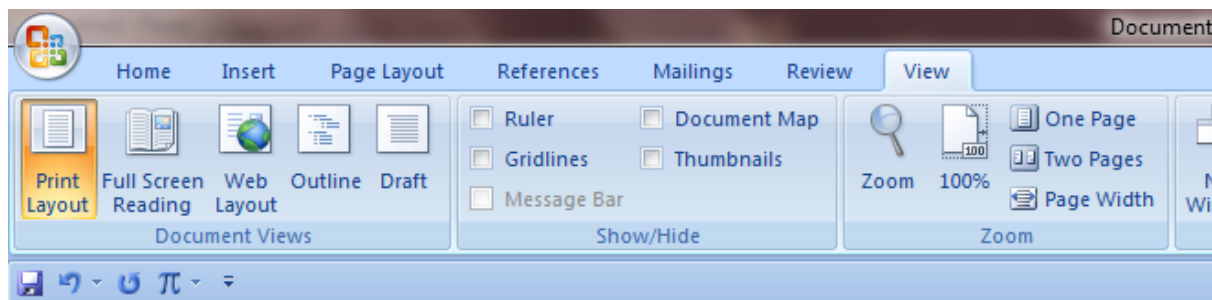 Document
Home Insert Page Layout References Mailings Review View
Print Layout
Full Screen Reading
Web Layout
Outline
Draft
Document Views
Ruler
Gridlines
Message Bar
Document Map
Thumbnails
Show/Hide
Zoom
100
100%
One Page
Two Pages
Page Width
Zoom
π